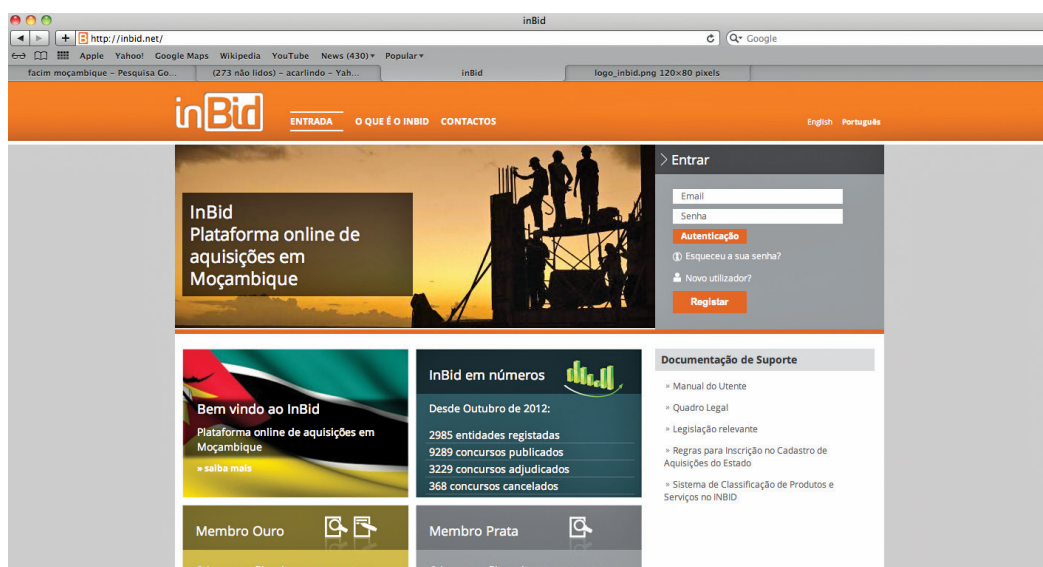 inBid
http://inbid.net/
Google
Apple Yahoo! Google Maps Wikipedia YouTube News (430) Popular
facim moçambique – Pesquisa Go...
(273 não lidos) – acarlindo – Yah...
inBid
logo_inbid.png 120×80 pixels
inBid
ENTRADA O QUE É O INBID CONTACTOS
English Português
InBid
Plataforma online de
aquisições em
Moçambique
> Entrar
Email
Senha
Autenticação
Esqueceu a sua senha?
Novo utilizador?
Registar
Bem vindo ao InBid
Plataforma online de aquisições em
Moçambique
» saiba mais
InBid em números
Desde Outubro de 2012:
2985 entidades registadas
9289 concursos publicados
3229 concursos adjudicados
368 concursos cancelados
Documentação de Suporte
» Manual do Utente
» Quadro Legal
» Legislação relevante
» Regras para Inscrição no Cadastro de
Aquisições do Estado
» Sistema de Classificação de Produtos e
Serviços no INBID
Membro Ouro
Membro Prata